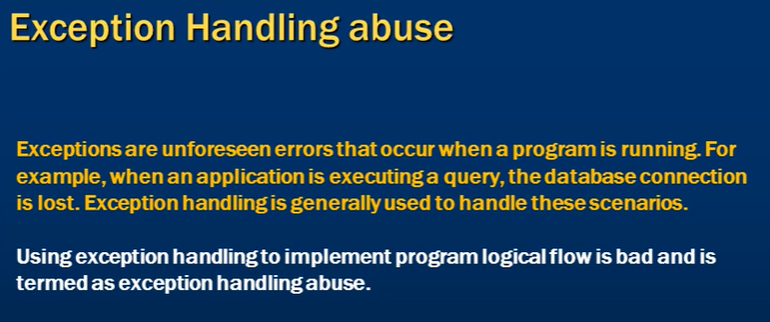 Exception Handling abuse
Exceptions are unforeseen errors that occur when a program is running. For
example, when an application is executing a query, the database connection
is lost. Exception handling is generally used to handle these scenarios.
Using exception handling to implement program logical flow is bad and is
termed as exception handling abuse.